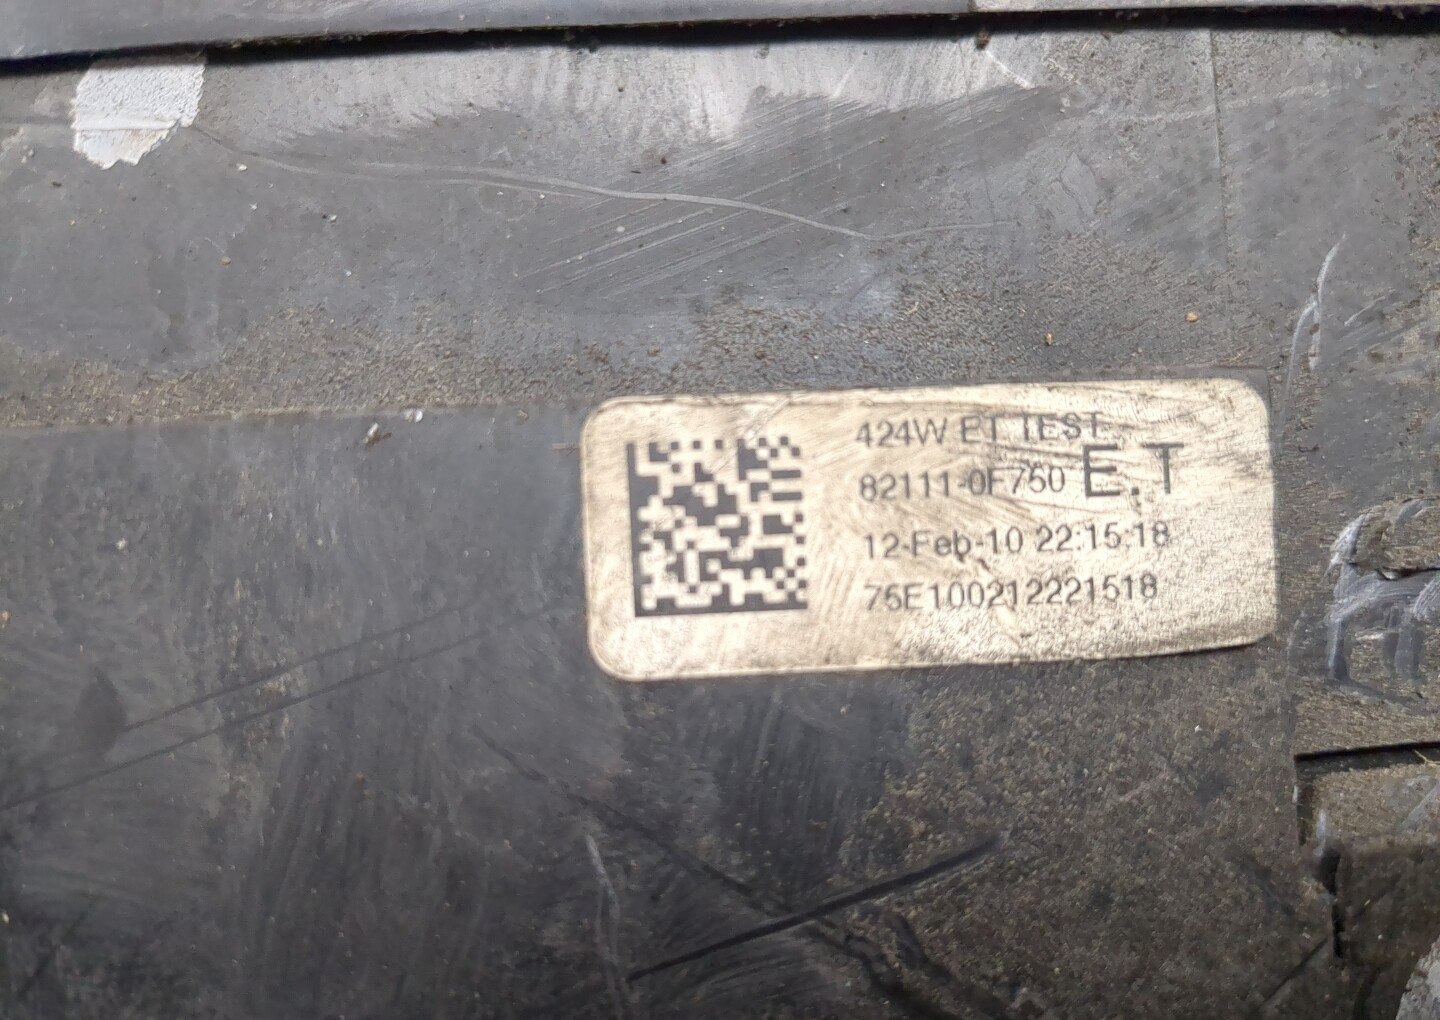 424W ET TEST
82111-0F750 E.T
12-Feb-10 22:15:18
75E100212221518